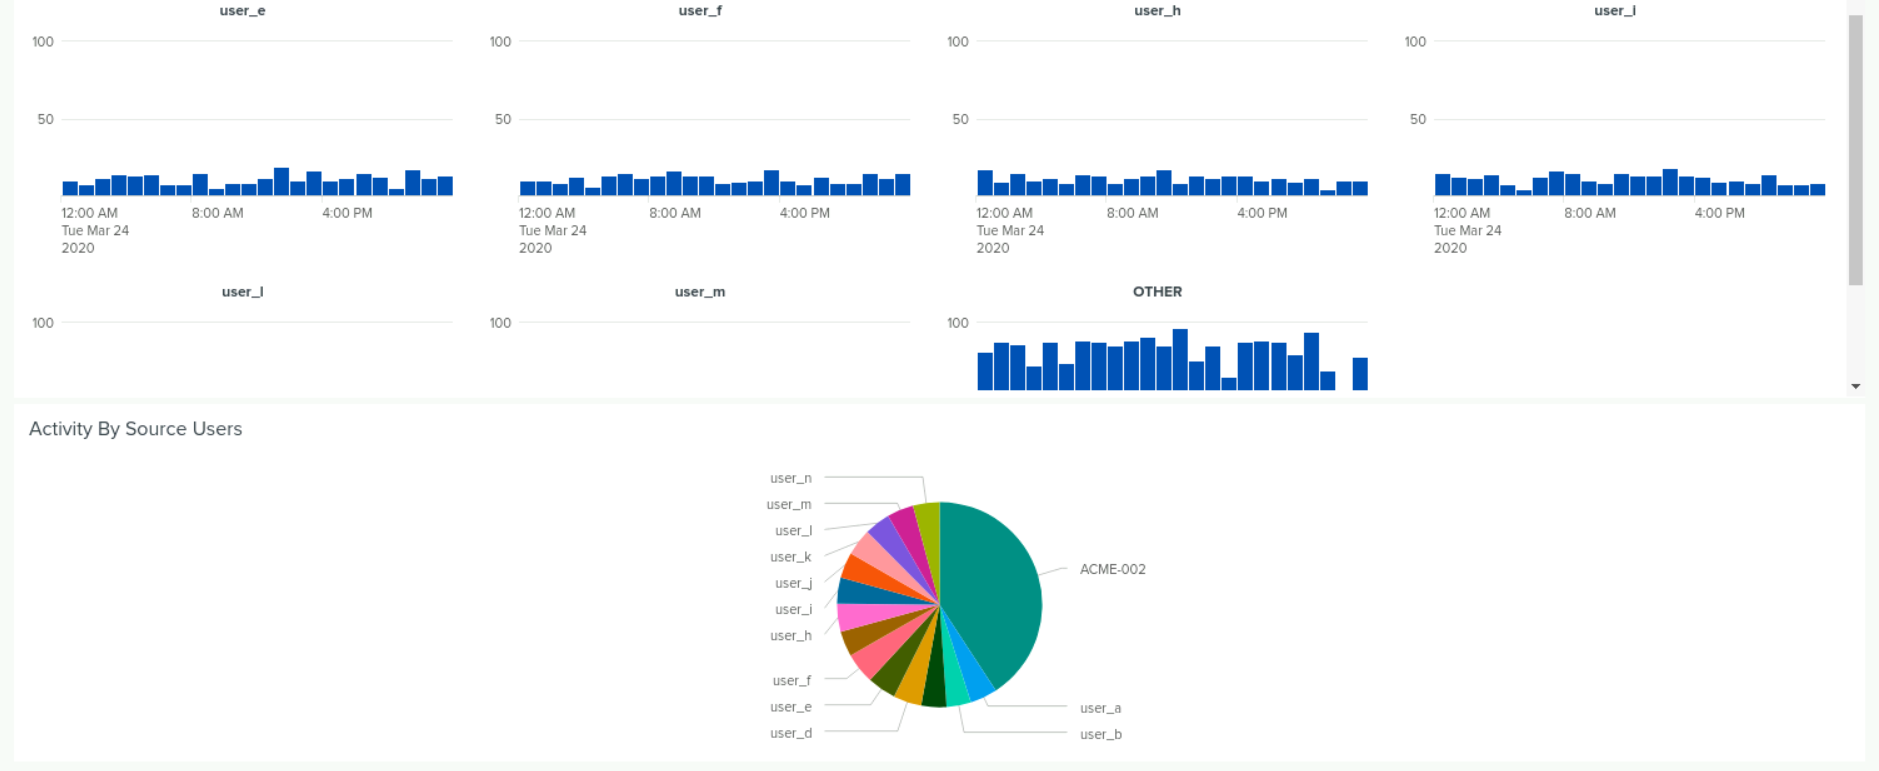 user_e
user_f
user_h
user_i
100
100
100
100
50
50
50
50
12:00 AM 8:00 AM 4:00 PM
Tue Mar 24
2020
12:00 AM 8:00 AM 4:00 PM
Tue Mar 24
2020
12:00 AM 8:00 AM 4:00 PM
Tue Mar 24
2020
12:00 AM 8:00 AM 4:00 PM
Tue Mar 24
2020
user_l
user_m
OTHER
100
100
100
Activity By Source Users
user_n
user_m
user_l
user_k
user_j
user_i
user_h
user_f
user_e
user_d
ACME-002
user_a
user_b